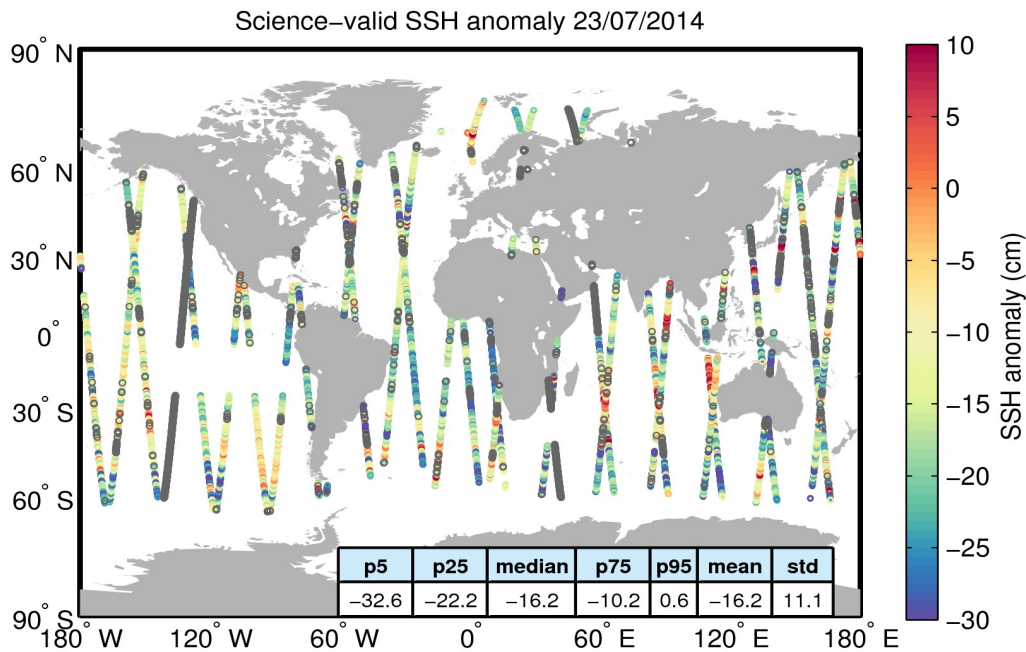 Science−valid SSH anomaly 23/07/2014
90° N
60° N
30° N
0°
30° S
60° S
90° S
180° W
120° W
60° W
0°
60° E
120° E
180° E
p5 p25 median p75 p95 mean std
−32.6 −22.2 −16.2 −10.2 0.6 −16.2 11.1
10
5
0
−5
−10
−15
−20
−25
−30
SSH anomaly (cm)